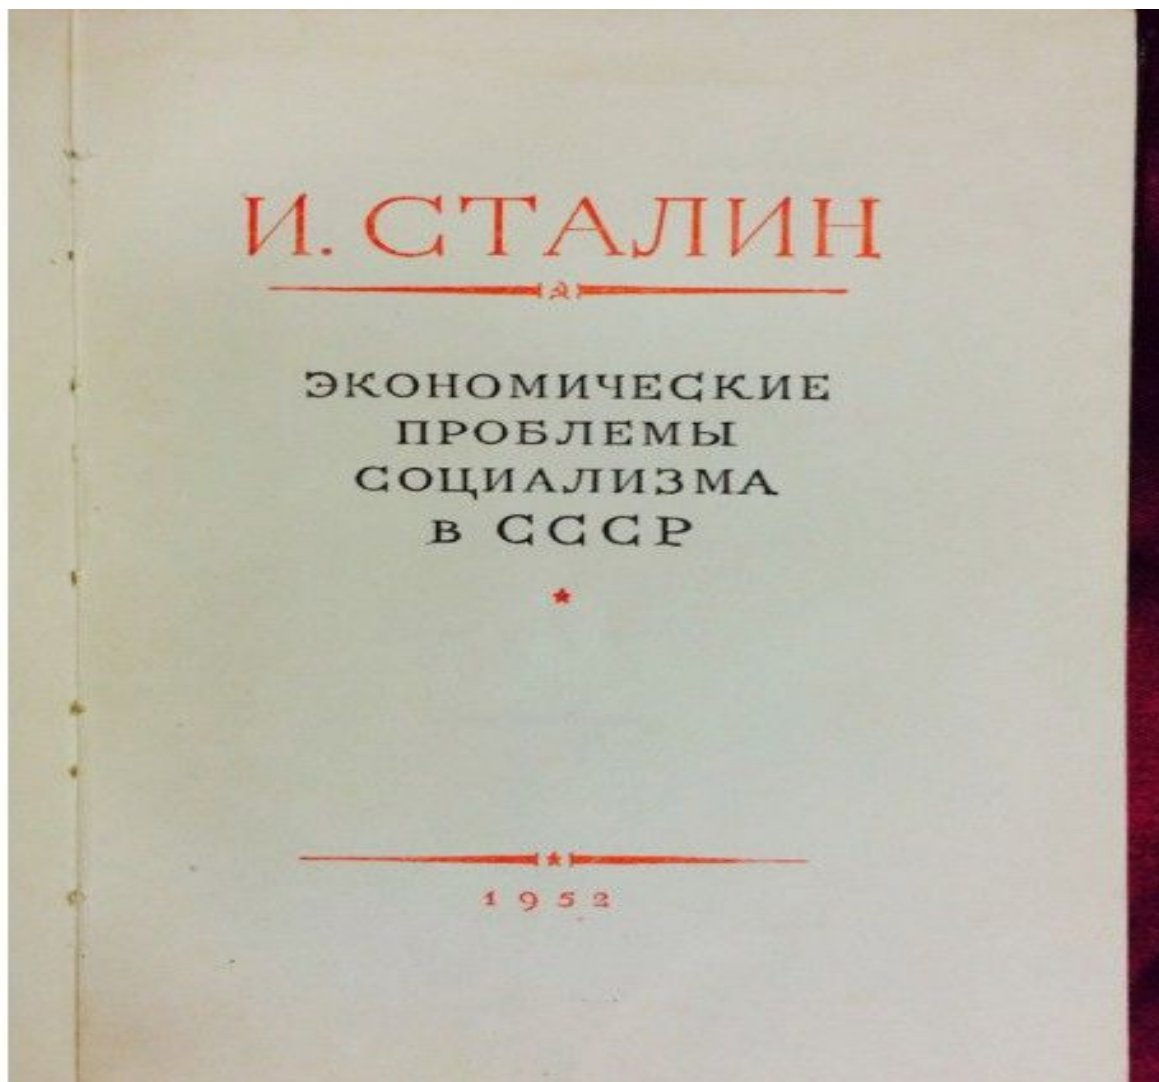 И. СТАЛИН
ЭКОНОМИЧЕСКИЕ
ПРОБЛЕМЫ
СОЦИАЛИЗМА
В СССР
1952